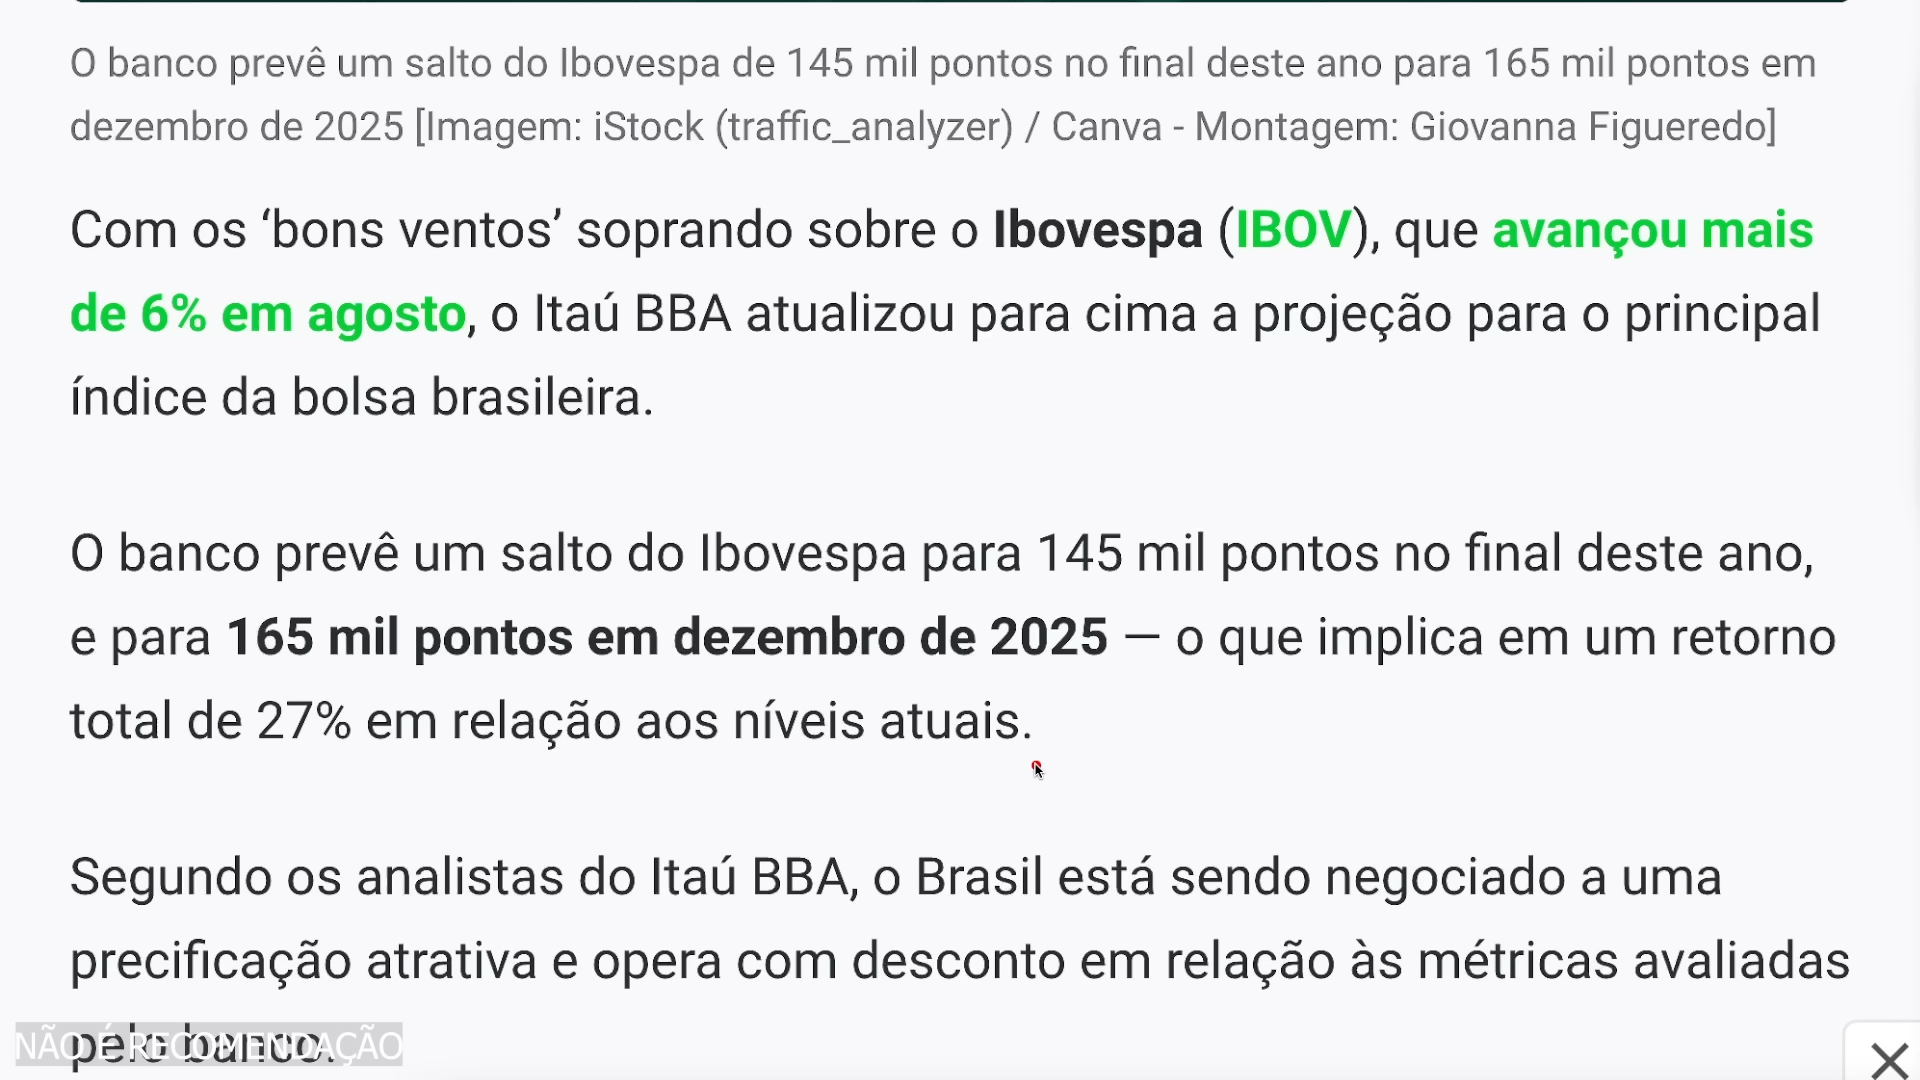 O banco prevê um salto do Ibovespa de 145 mil pontos no final deste ano para 165 mil pontos em
dezembro de 2025 [Imagem: iStock (traffic_analyzer) / Canva - Montagem: Giovanna Figueredo]
Com os ‘bons ventos’ soprando sobre o Ibovespa (IBOV), que avançou mais
de 6% em agosto, o Itaú BBA atualizou para cima a projeção para o principal
índice da bolsa brasileira.
O banco prevê um salto do Ibovespa para 145 mil pontos no final deste ano,
e para 165 mil pontos em dezembro de 2025 — o que implica em um retorno
total de 27% em relação aos níveis atuais.
Segundo os analistas do Itaú BBA, o Brasil está sendo negociado a uma
precificação atrativa e opera com desconto em relação às métricas avaliadas
pelo banco.
NÃO É RECOMENDAÇÃO